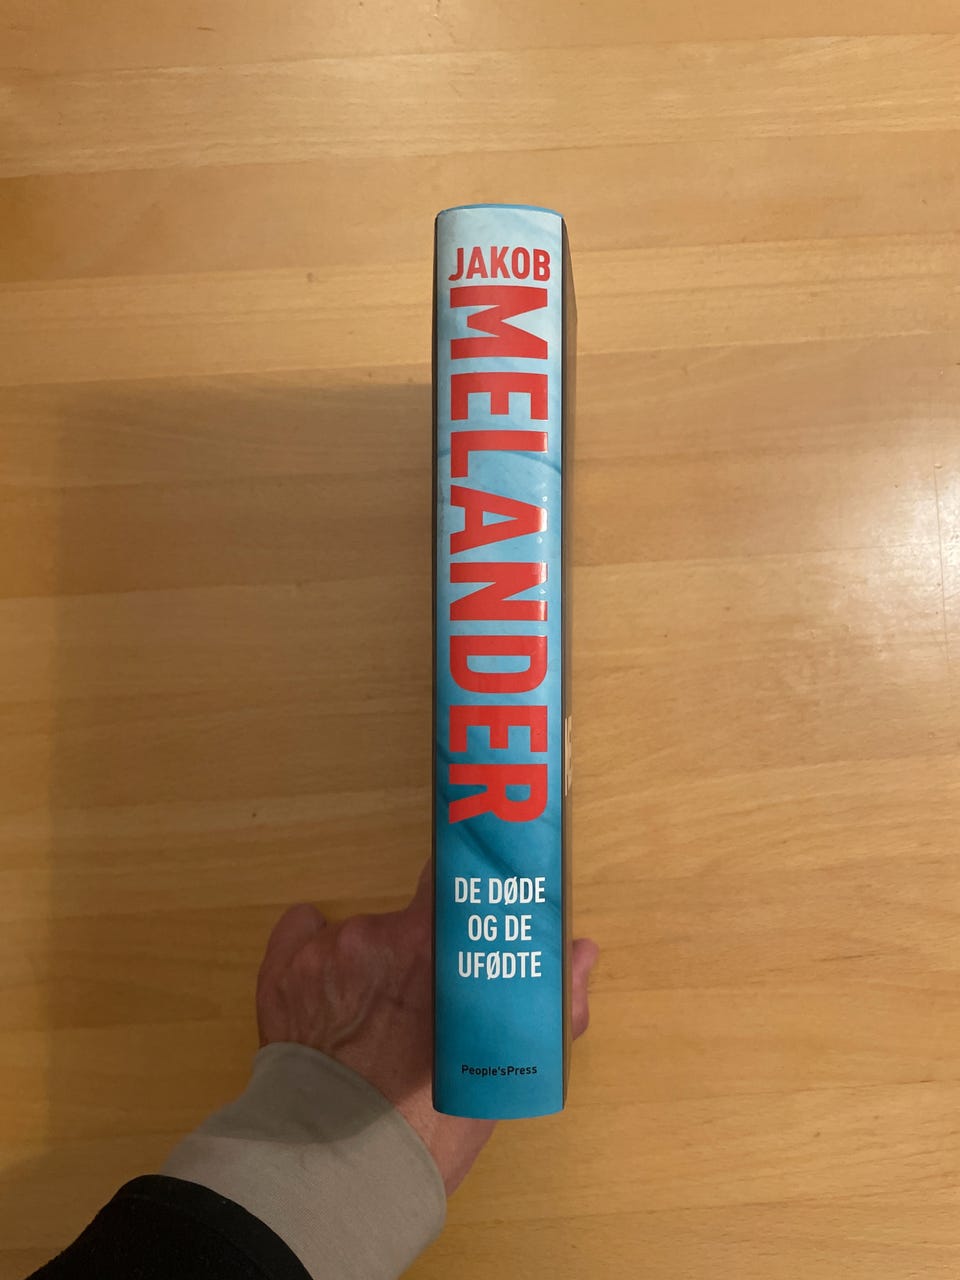 JAKOB
MELANDER
DE DØDE
OG DE
UFØDTE
People'sPress